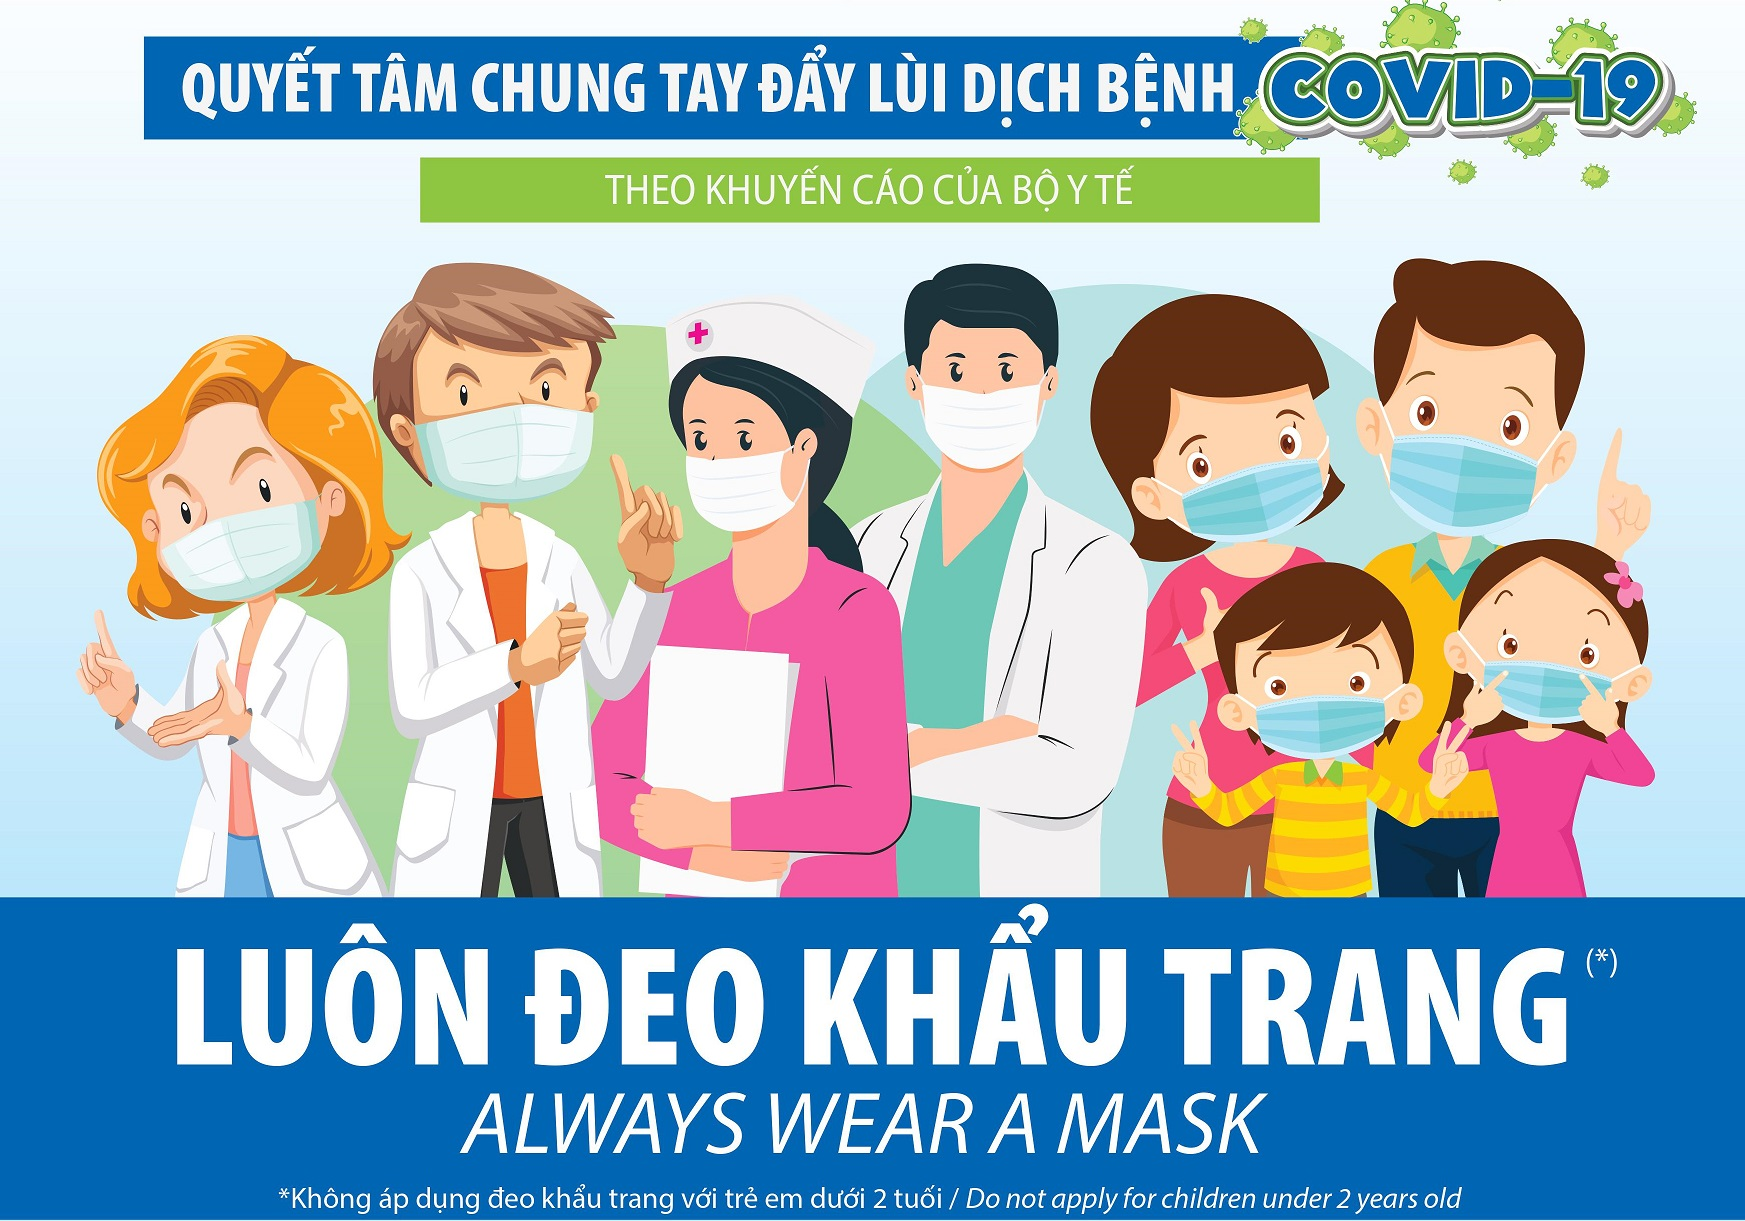 QUYẾT TÂM CHUNG TAY ĐẨY LÙI DỊCH BỆNH COVID-19
THEO KHUYẾN CÁO CỦA BỘ Y TẾ
LUÔN ĐEO KHẨU TRANG (*)
ALWAYS WEAR A MASK
*Không áp dụng đeo khẩu trang với trẻ em dưới 2 tuổi / Do not apply for children under 2 years old